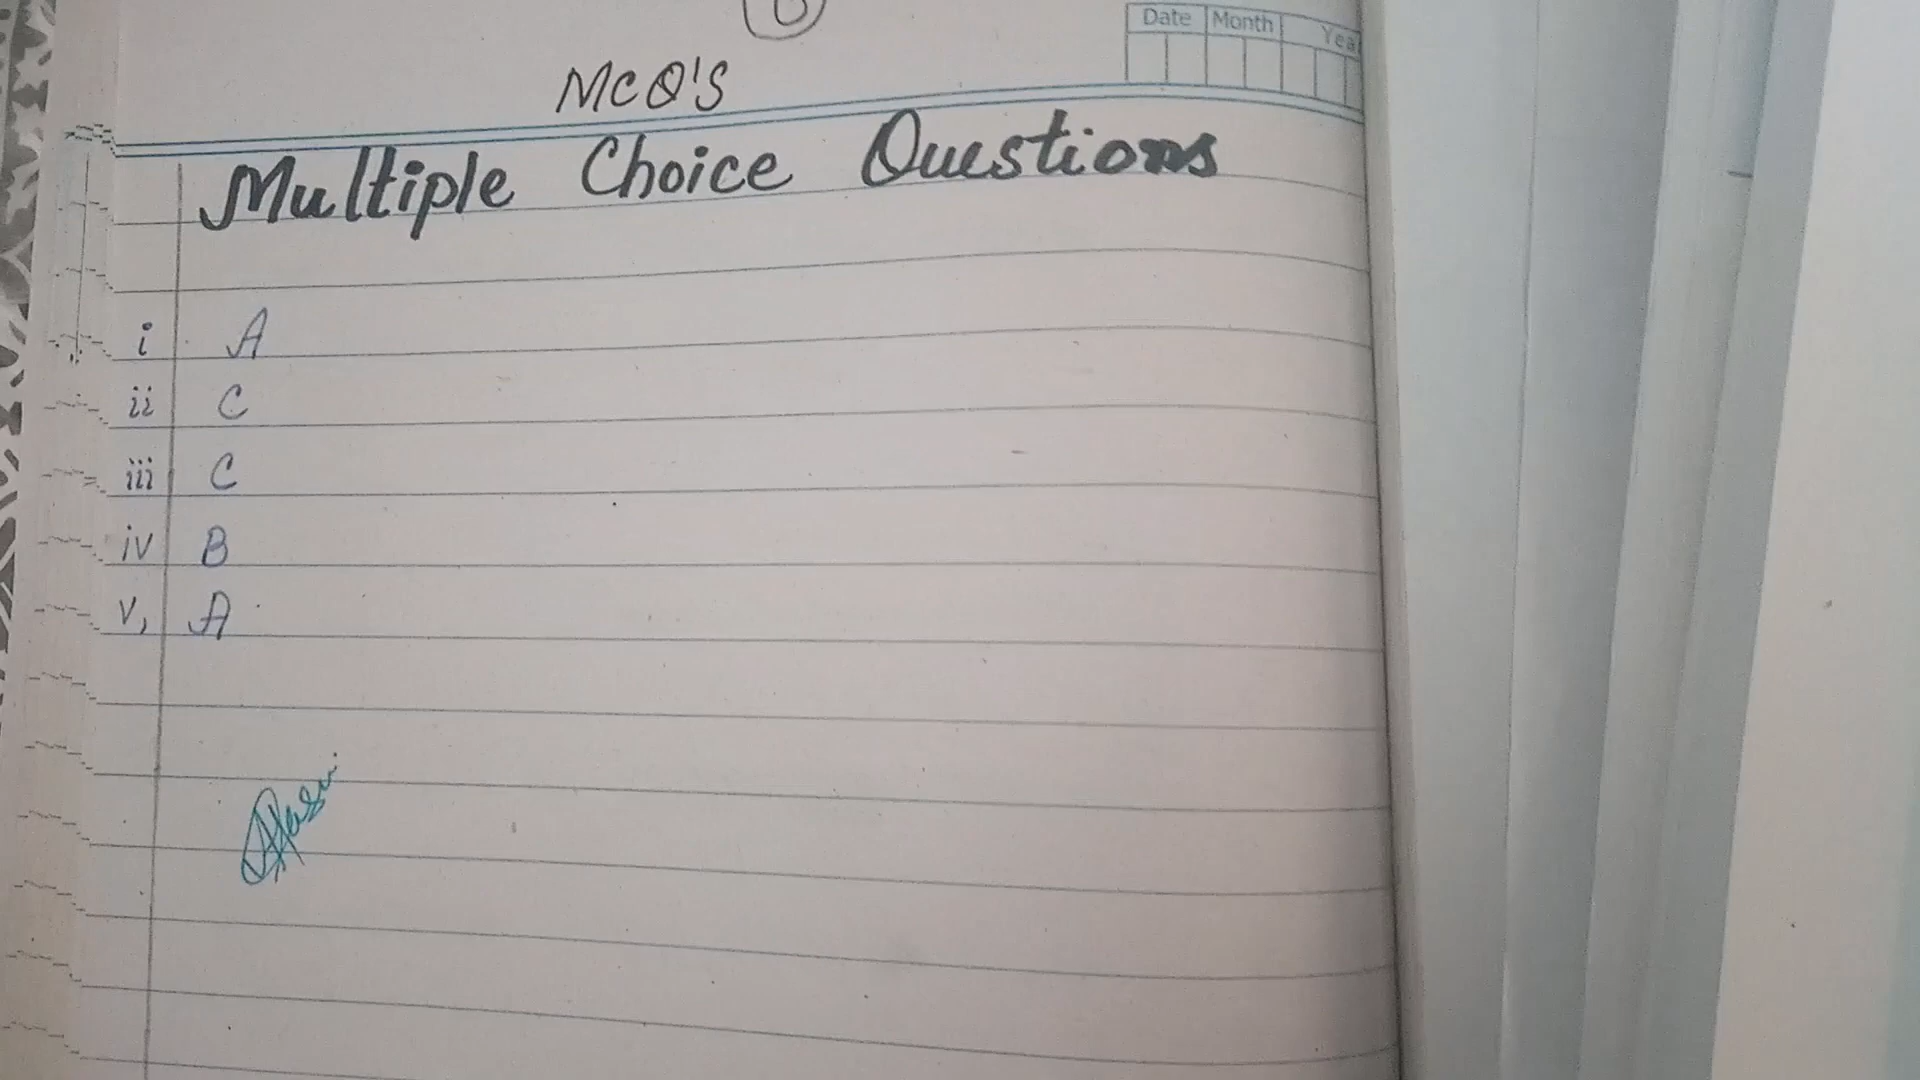 Date Month Year
MCQ'S
Multiple Choice Questions
i A
ii C
iii C
iv B
v, A